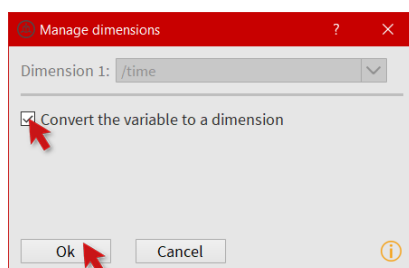 Manage dimensions ? ×
Dimension 1: /time
Convert the variable to a dimension
Ok Cancel